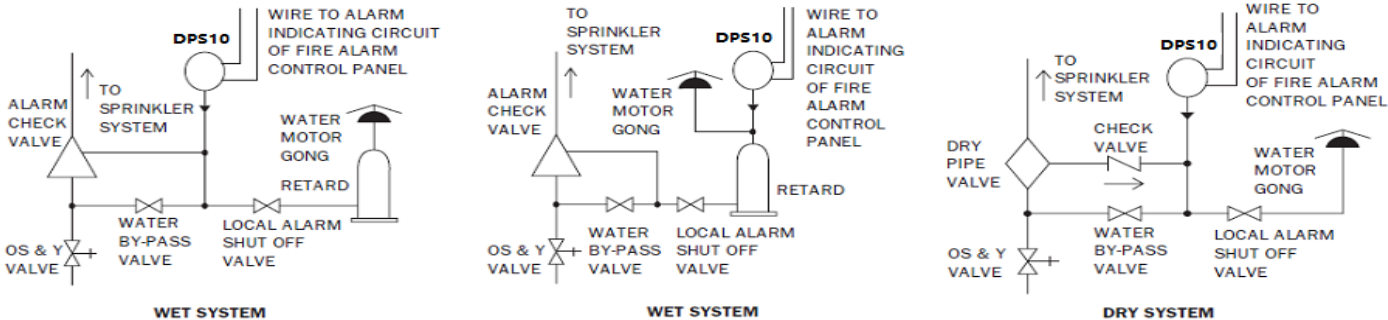 WIRE TO ALARM
INDICATING CIRCUIT
OF FIRE ALARM
CONTROL PANEL
DPS10
TO
SPRINKLER
SYSTEM
ALARM
CHECK
VALVE
WATER
MOTOR
GONG
RETARD
WATER
BY-PASS
VALVE
LOCAL ALARM
SHUT OFF
VALVE
OS & Y
VALVE
WET SYSTEM
TO
SPRINKLER
SYSTEM
DPS10
WIRE TO
ALARM
INDICATING
CIRCUIT
OF FIRE
ALARM
CONTROL
PANEL
ALARM
CHECK
VALVE
WATER
MOTOR
GONG
RETARD
WATER
BY-PASS
VALVE
LOCAL ALARM
SHUT OFF
VALVE
OS & Y
VALVE
WET SYSTEM
WIRE TO
ALARM
INDICATING
CIRCUIT
OF FIRE ALARM
CONTROL PANEL
DPS10
TO
SPRINKLER
SYSTEM
CHECK
VALVE
DRY
PIPE
VALVE
WATER
MOTOR
GONG
WATER
BY-PASS
VALVE
LOCAL ALARM
SHUT OFF
VALVE
OS & Y
VALVE
DRY SYSTEM